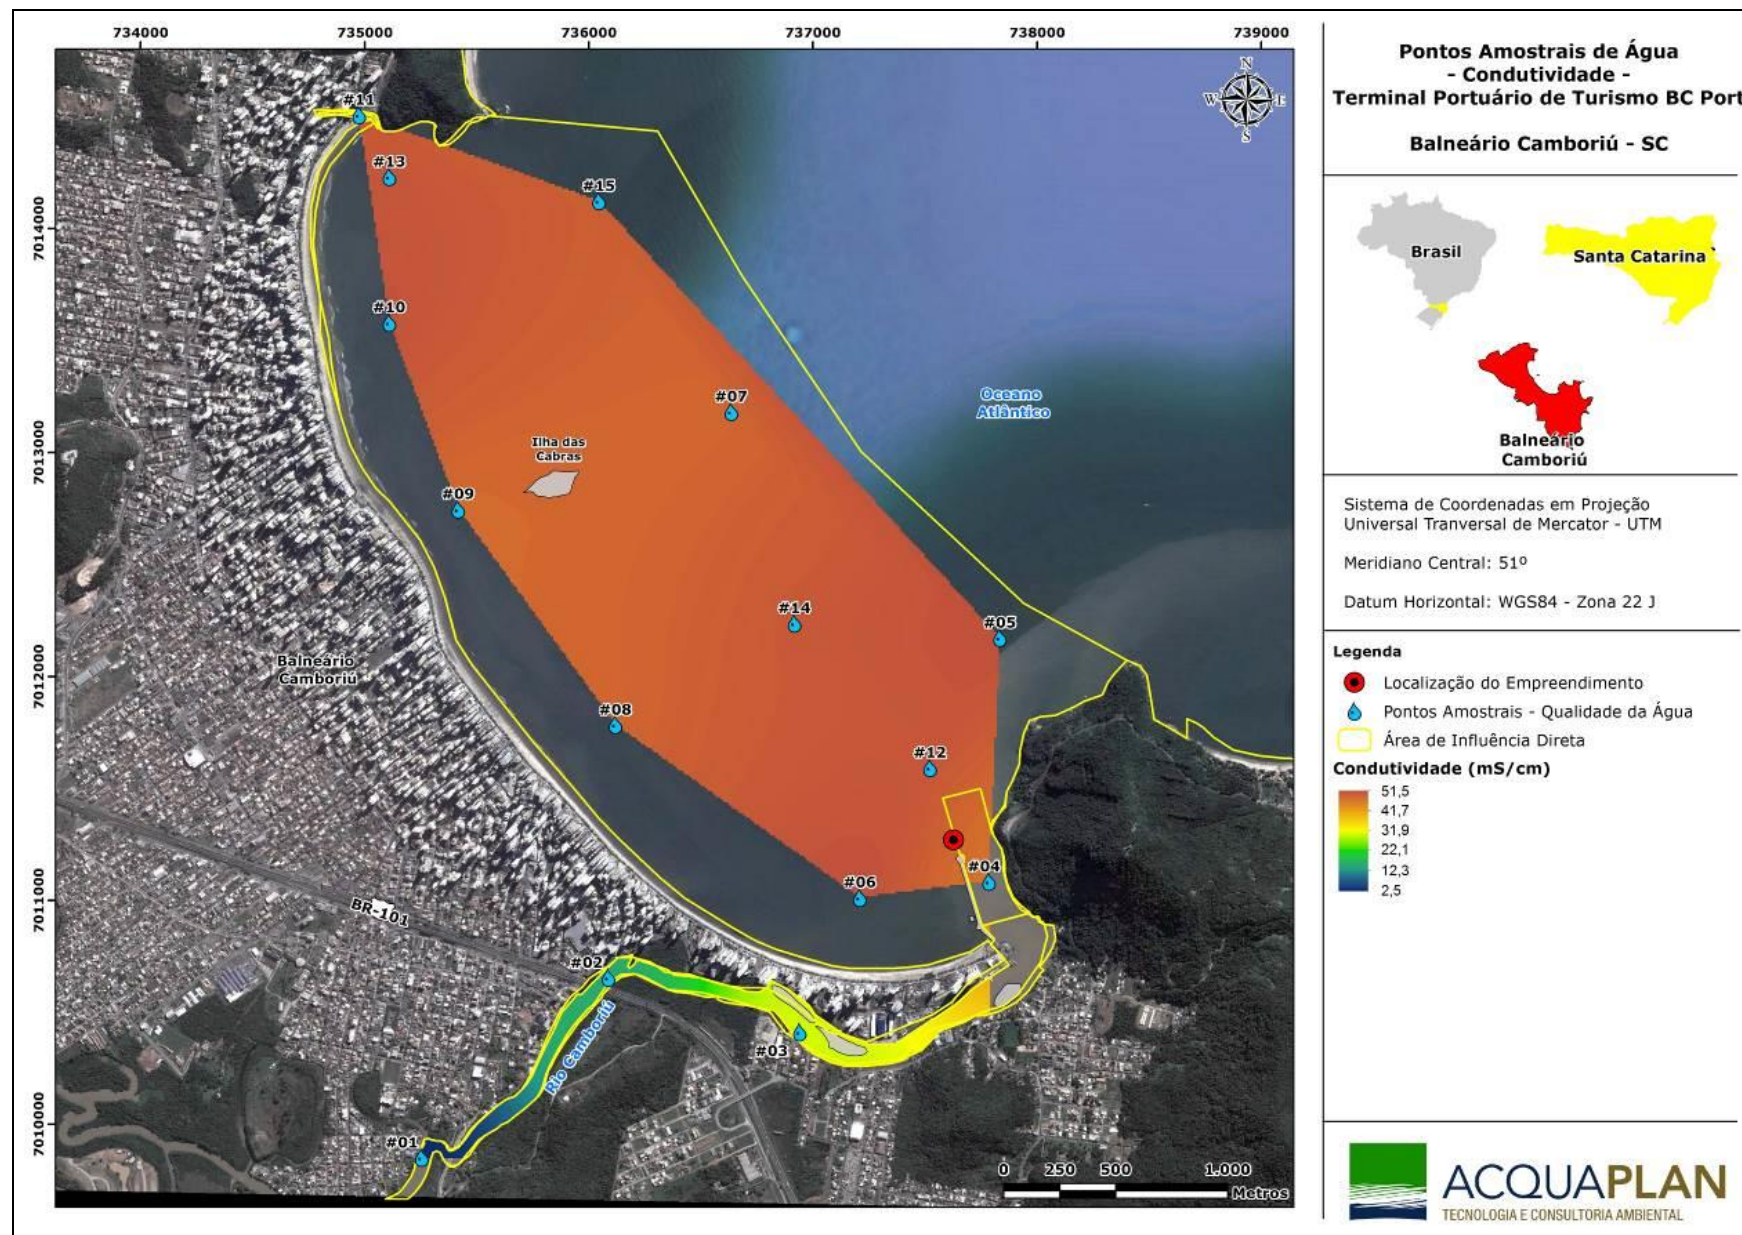 734000
735000
736000
737000
738000
739000
7014000
7013000
7012000
7011000
7010000
N
W
E
S
#11
#13
#15
#10
#07
Oceano
Atlântico
Ilha das
Cabras
#09
#14
#05
Balneário
Camboriú
#08
#12
#04
#06
BR-101
#02
Rio Camboriú
#03
#01
0 250 500 1.000
Metros
Pontos Amostrais de Água
- Condutividade -
Terminal Portuário de Turismo BC Port
Balneário Camboriú - SC
Brasil
Santa Catarina
Balneário
Camboriú
Sistema de Coordenadas em Projeção
Universal Tranversal de Mercator - UTM
Meridiano Central: 51º
Datum Horizontal: WGS84 - Zona 22 J
Legenda
Localização do Empreendimento
Pontos Amostrais - Qualidade da Água
Área de Influência Direta
Condutividade (mS/cm)
51,5
41,7
31,9
22,1
12,3
2,5
ACQUAPLAN
TECNOLOGIA E CONSULTORIA AMBIENTAL